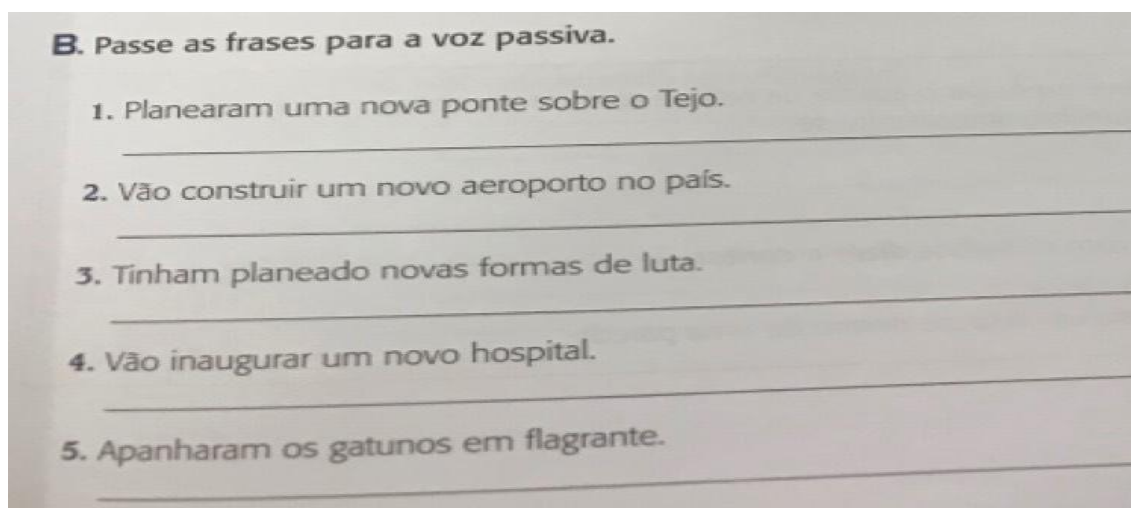 B. Passe as frases para a voz passiva.
1. Planearam uma nova ponte sobre o Tejo.
2. Vão construir um novo aeroporto no país.
3. Tinham planeado novas formas de luta.
4. Vão inaugurar um novo hospital.
5. Apanharam os gatunos em flagrante.